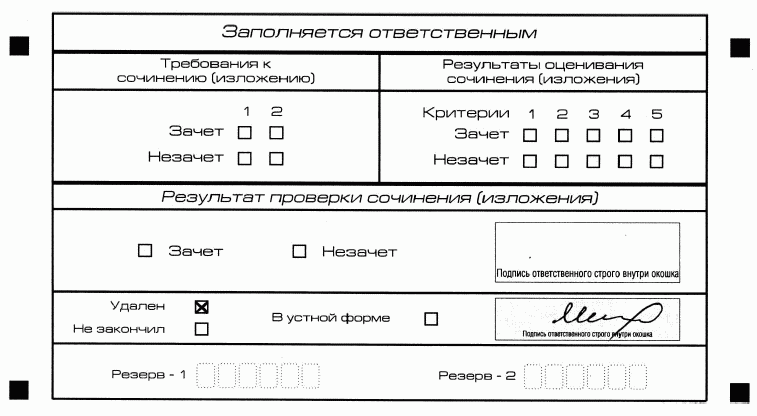 Заполняется ответственным
Требования к
сочинению (изложению)
Результаты оценивания
сочинения (изложения)
1 2
Зачет
Незачет
Критерии 1 2 3 4 5
Зачет
Незачет
Результат проверки сочинения (изложения)
Зачет Незачет
Подпись ответственного строго внутри окошка
Удален
Не закончил
В устной форме
Подпись ответственного строго внутри окошка
Резерв - 1 Резерв - 2